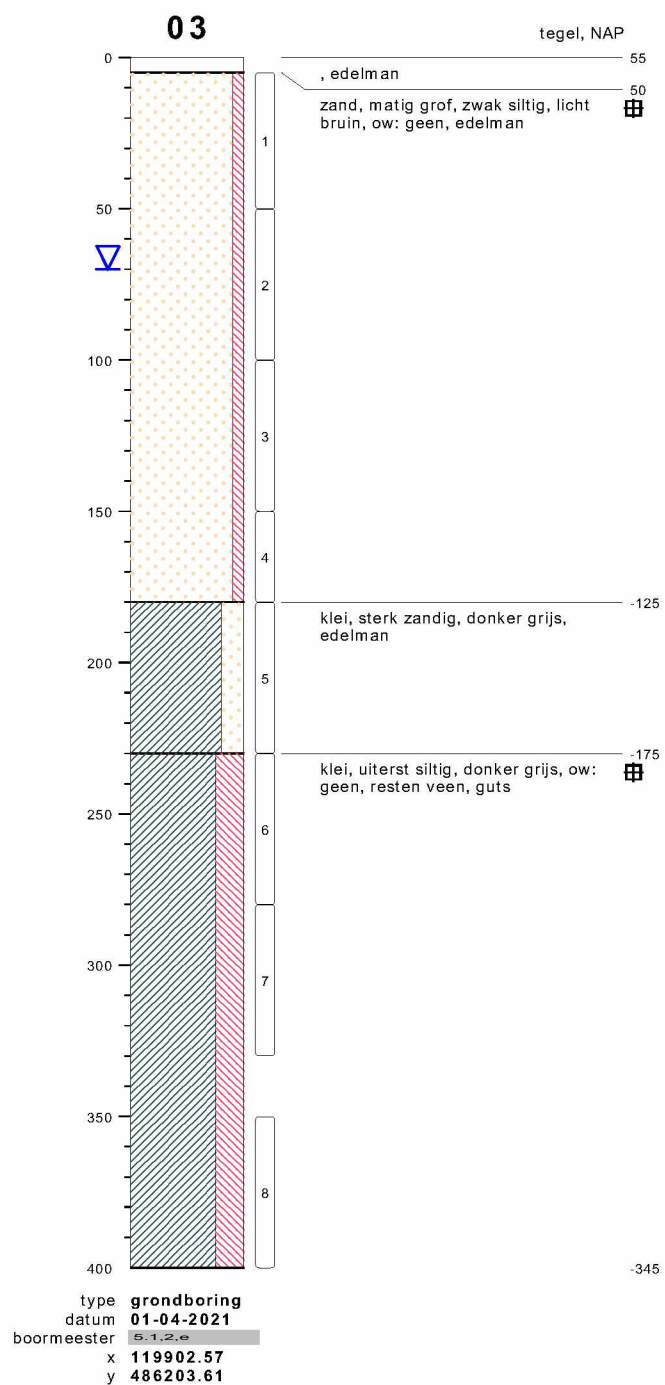 03
tegel, NAP
0
55
, edelman
50
zand, matig grof, zwak siltig, licht
bruin, ow: geen, edelman
1
50
2
100
3
150
4
-125
klei, sterk zandig, donker grijs,
edelman
200
5
-175
klei, uiterst siltig, donker grijs, ow:
geen, resten veen, guts
250
6
300
7
350
8
400
-345
type grondboring
datum 01-04-2021
boormeester 5.1,2,e
x 119902.57
y 486203.61